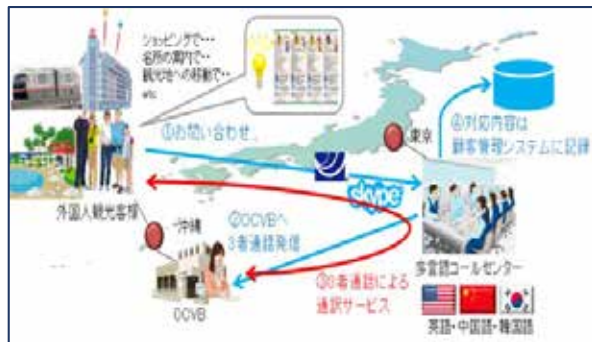 ショッピングで・・・
名所の案内で・・
観光地への移動で・・
etc
①お問い合わせ
東京
④対応内容は
顧客管理システムに記録
skype
外国人観光客様
沖縄
②OCVBへ
3者通話発信
OCVB
③3者通話による
通訳サービス
多言語コールセンター
英語・中国語・韓国語